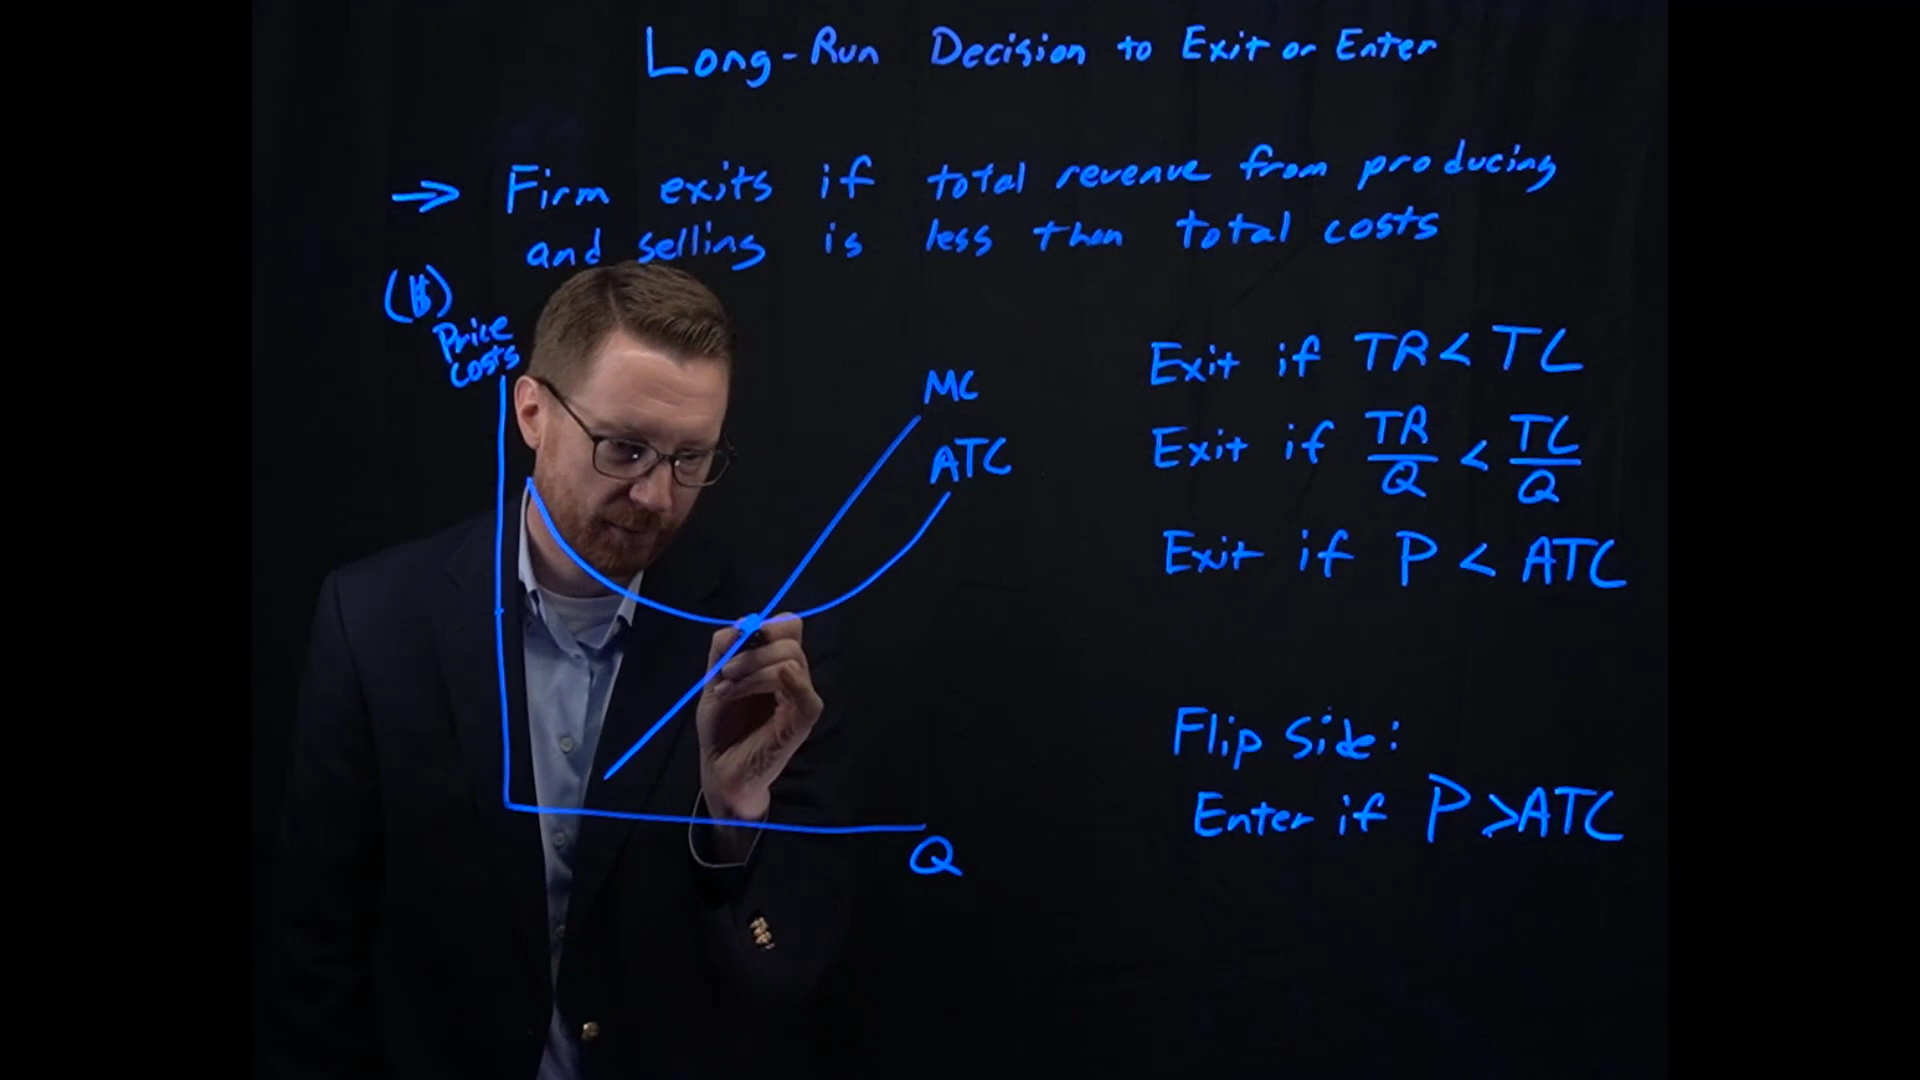 Long-Run Decision to Exit or Enter
→ Firm exits if total revenue from producing
and selling is less than total costs
($)
Price
costs
MC
ATC
Q
Exit if TR < TC
Exit if TR/Q < TC/Q
Exit if P < ATC
Flip Side:
Enter if P > ATC